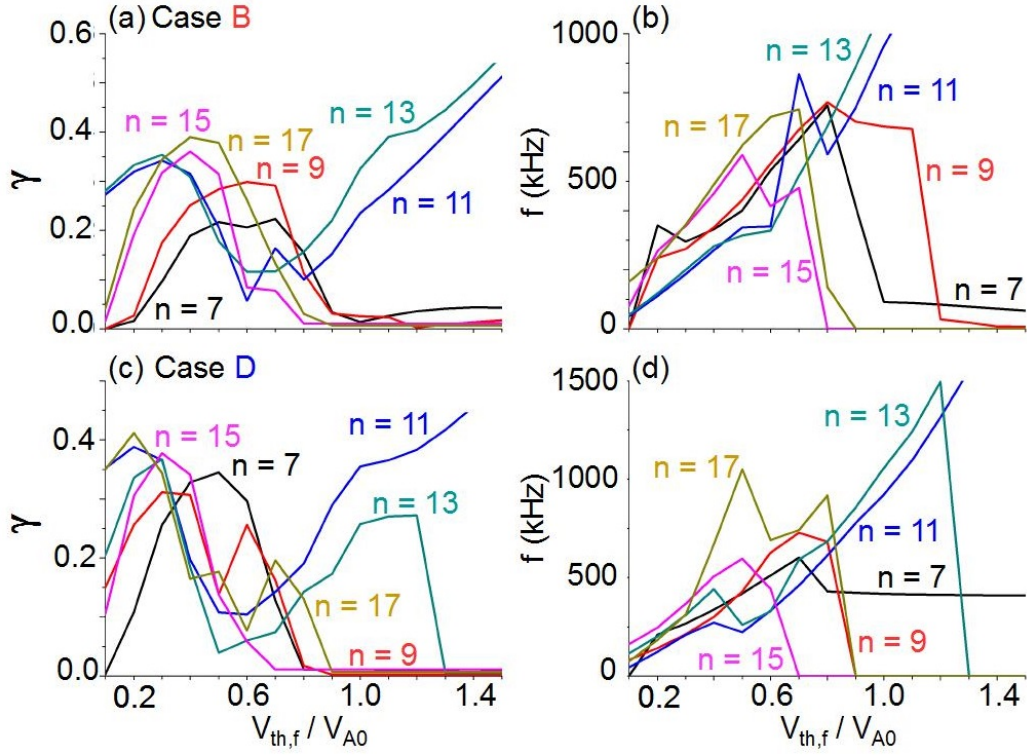 (a) Case B
0.6
0.4
0.2
0.0
γ
n = 15
n = 17
n = 13
n = 9
n = 11
n = 7
(b)
1000
750
500
250
0
f (kHz)
n = 13
n = 11
n = 17
n = 9
n = 15
n = 7
(c) Case D
0.4
0.2
0.0
γ
n = 15
n = 11
n = 7
n = 13
n = 17
n = 9
0.2 0.6 1.0 1.4
V_th,f / V_A0
(d)
1500
1000
500
0
f (kHz)
n = 13
n = 17
n = 11
n = 7
n = 15
n = 9
0.2 0.6 1.0 1.4
V_th,f / V_A0